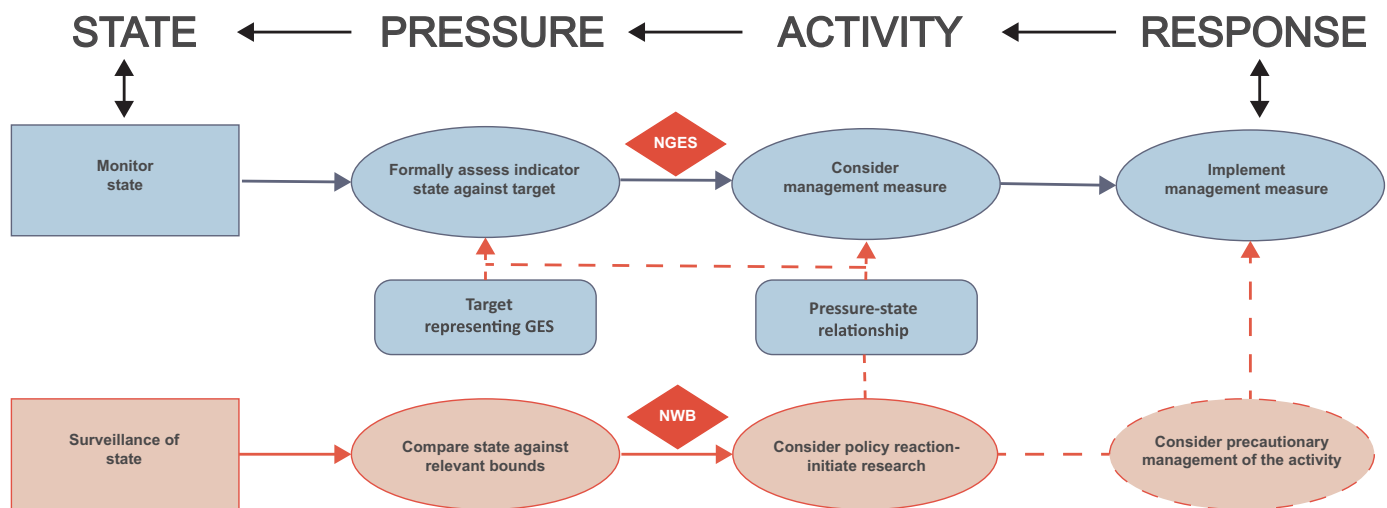 STATE PRESSURE ACTIVITY RESPONSE
Monitor
state
Formally assess indicator
state against target
NGES
Consider
management measure
Implement
management measure
Target
representing GES
Pressure-state
relationship
Surveillance of
state
Compare state against
relevant bounds
NWB
Consider policy reaction-
initiate research
Consider precautionary
management of the activity